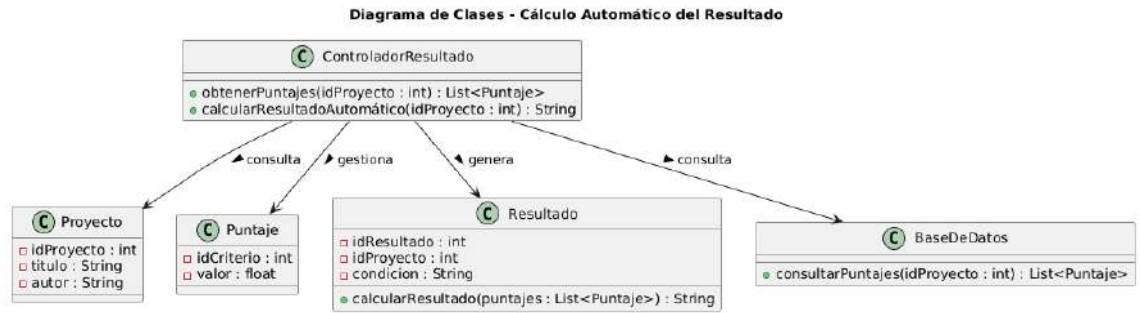 Diagrama de Clases - Cálculo Automático del Resultado
C ControladorResultado
obtenerPuntajes(idProyecto : int) : List<Puntaje>
calcularResultadoAutomático(idProyecto : int) : String
consulta
gestiona
genera
consulta
C Proyecto
idProyecto : int
titulo : String
autor : String
C Puntaje
idCriterio : int
valor : float
C Resultado
idResultado : int
idProyecto : int
condicion : String
calcularResultado(puntajes : List<Puntaje>) : String
C BaseDeDatos
consultarPuntajes(idProyecto : int) : List<Puntaje>